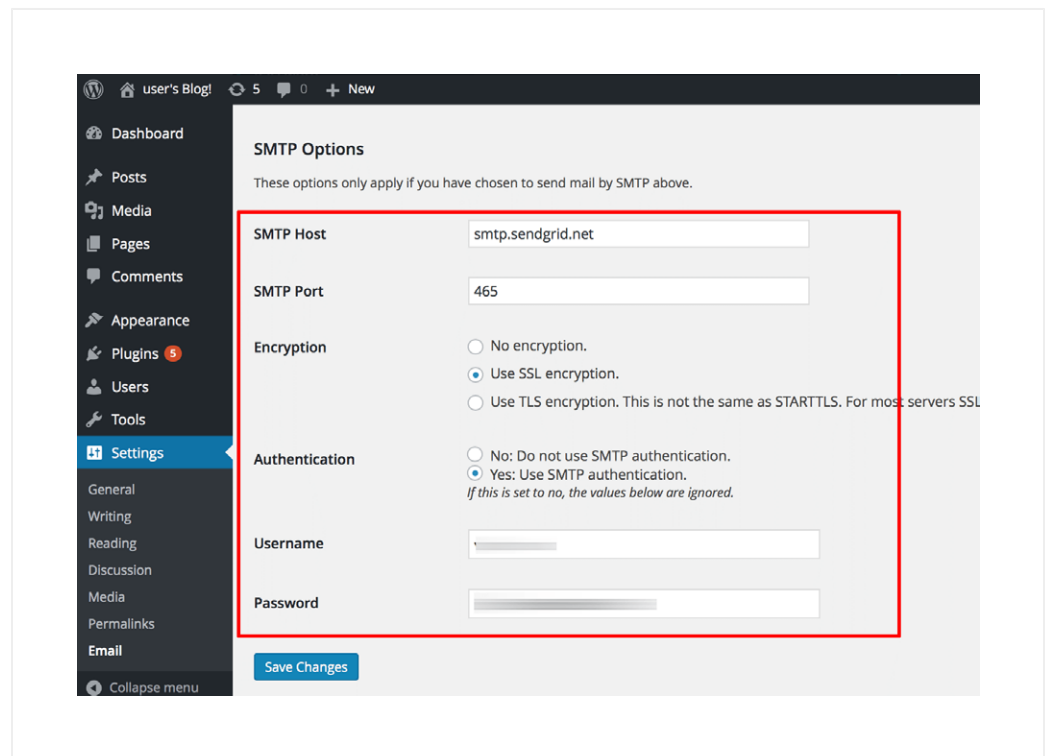 user's Blog! 5 0 + New
Dashboard
Posts
Media
Pages
Comments
Appearance
Plugins 5
Users
Tools
Settings
General
Writing
Reading
Discussion
Media
Permalinks
Email
Collapse menu
SMTP Options
These options only apply if you have chosen to send mail by SMTP above.
SMTP Host smtp.sendgrid.net
SMTP Port 465
Encryption No encryption.
Use SSL encryption.
Use TLS encryption. This is not the same as STARTTLS. For most servers SSL
Authentication No: Do not use SMTP authentication.
Yes: Use SMTP authentication.
If this is set to no, the values below are ignored.
Username
Password
Save Changes